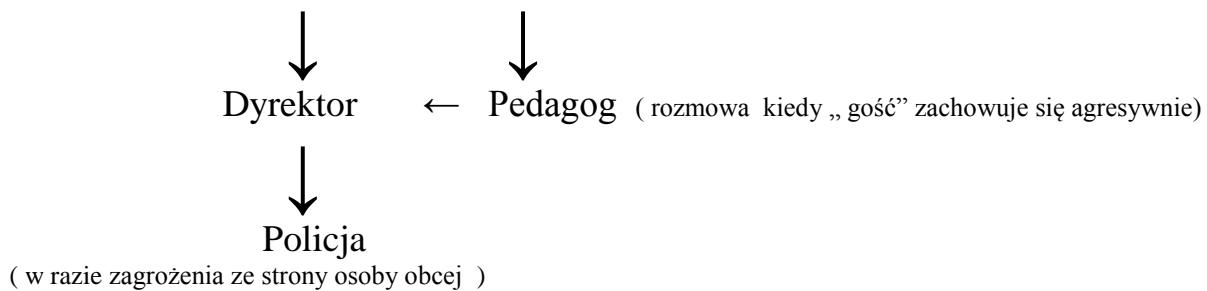 Dyrektor ← Pedagog ( rozmowa kiedy „ gość” zachowuje się agresywnie)
Policja
( w razie zagrożenia ze strony osoby obcej )